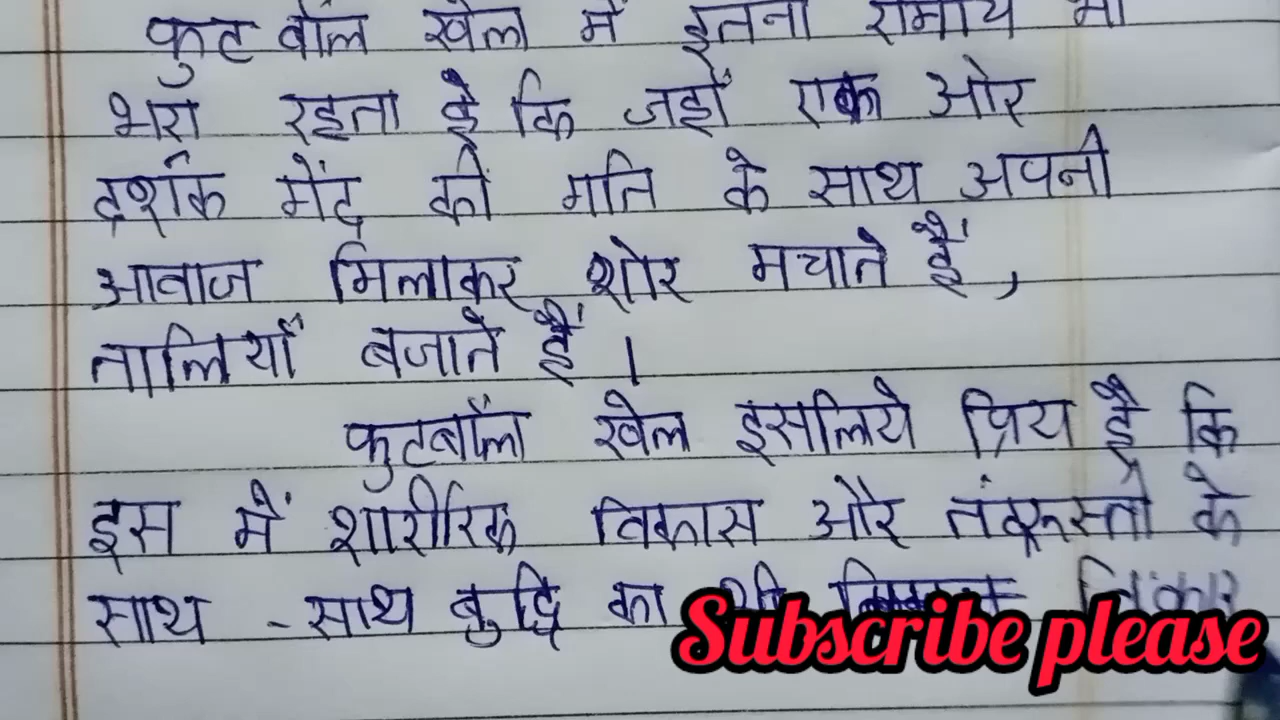 फुटबॉल खेल में इतना रोमांच भी
भरा रहता है कि जहाँ एक ओर
दर्शक गेंद की गति के साथ अपनी
आवाज मिलाकर शोर मचाते हैं,
तालियाँ बजाते हैं ।
फुटबॉल खेल इसलिये प्रिय है कि
इस में शारीरिक विकास और तंदरूस्ती के
साथ - साथ बुद्धि का भी विकास
Subscribe please